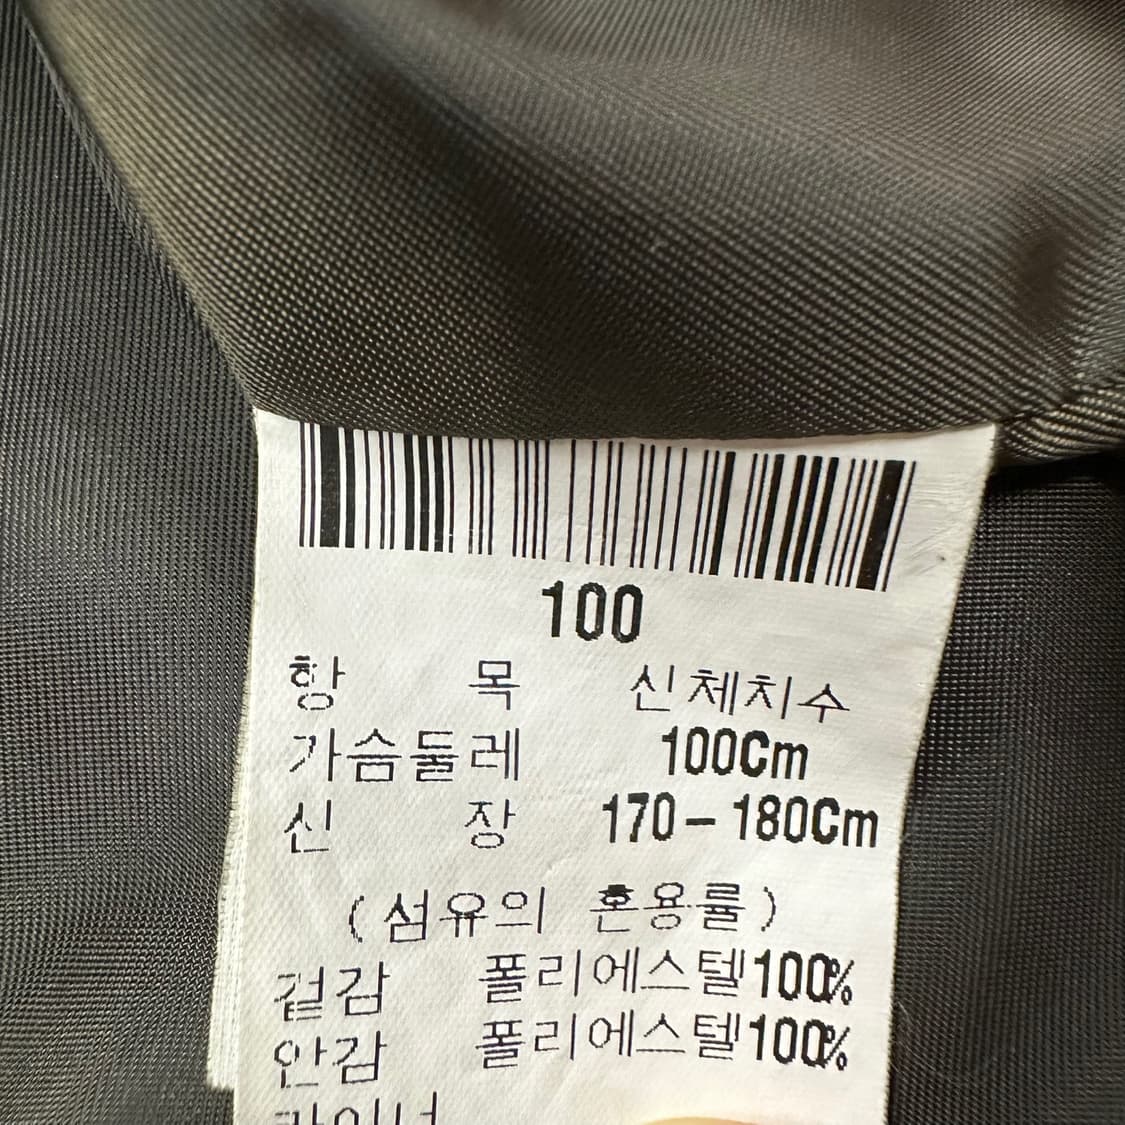 100
항 목 신체치수
가슴둘레 100Cm
신 장 170-180Cm
(섬유의 혼용률)
겉감 폴리에스텔100%
안감 폴리에스텔100%